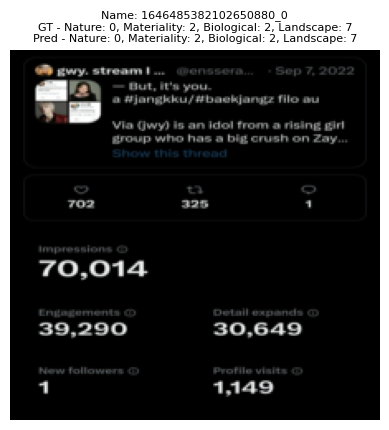 Name: 1646485382102650880_0
GT - Nature: 0, Materiality: 2, Biological: 2, Landscape: 7
Pred - Nature: 0, Materiality: 2, Biological: 2, Landscape: 7
gwy. stream I ... @enssera... · Sep 7, 2022
— But, it's you.
a #jangkku/#baekjangz filo au
Via (jwy) is an idol from a rising girl
group who has a big crush on Zay...
Show this thread
702 325 1
Impressions
70,014
Engagements Detail expands
39,290 30,649
New followers Profile visits
1 1,149